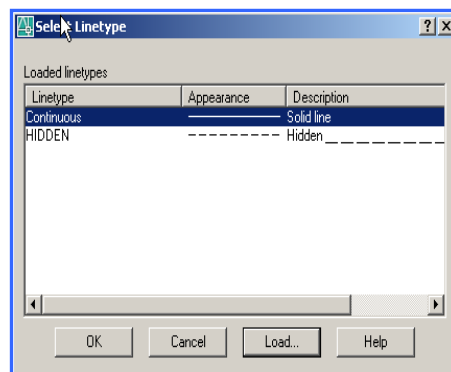 Select Linetype
Loaded linetypes
Linetype Appearance Description
Continuous Solid line
HIDDEN Hidden
OK Cancel Load... Help